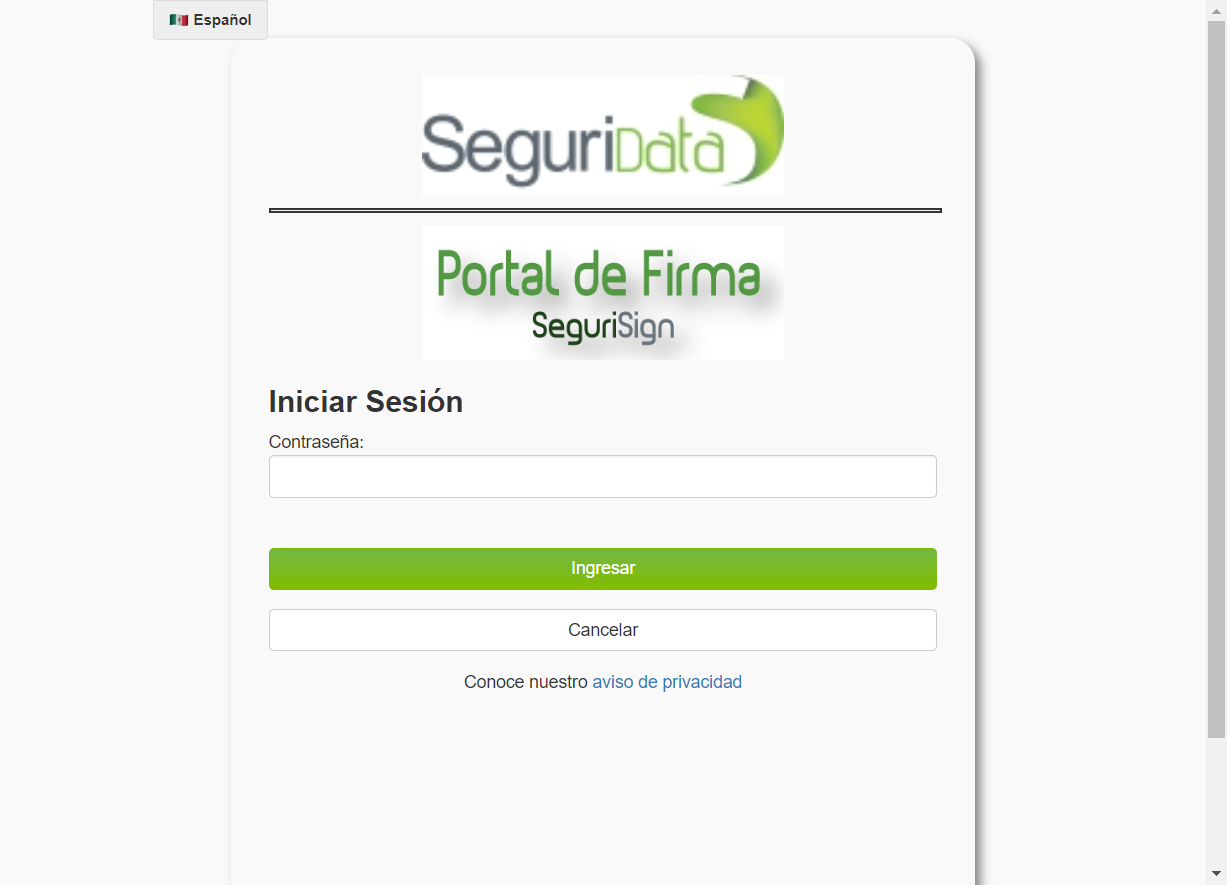 Español
SeguriData
Portal de Firma
SeguriSign
Iniciar Sesión
Contraseña:
Ingresar
Cancelar
Conoce nuestro aviso de privacidad